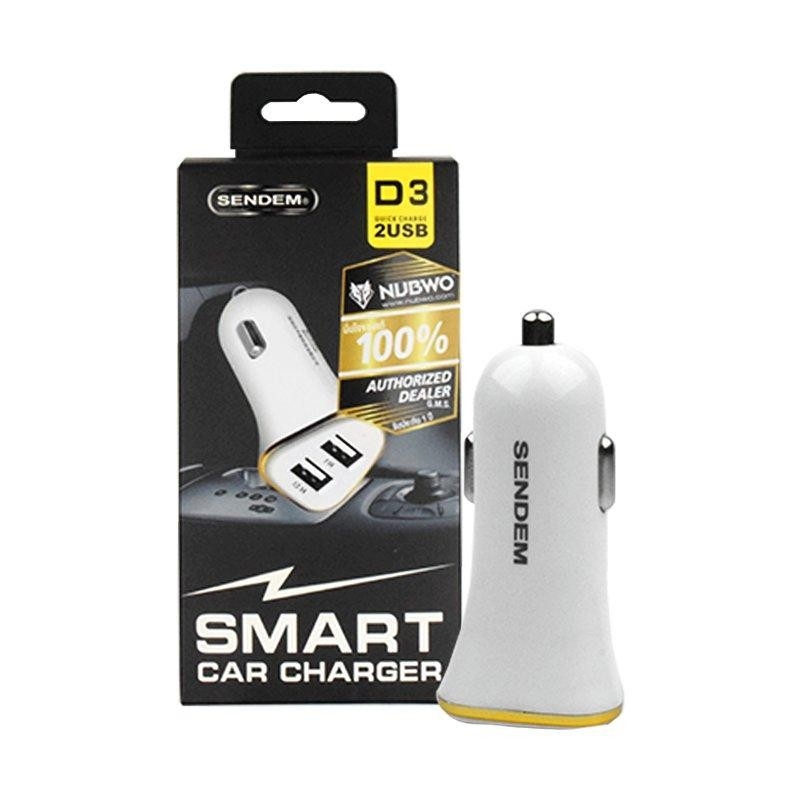 SENDEM®
D3
QUICK CHARGE
2USB
NUBWO
www.nubwo.com
100%
AUTHORIZED
DEALER
G.M.S.
SMART
CAR CHARGER
SENDEM